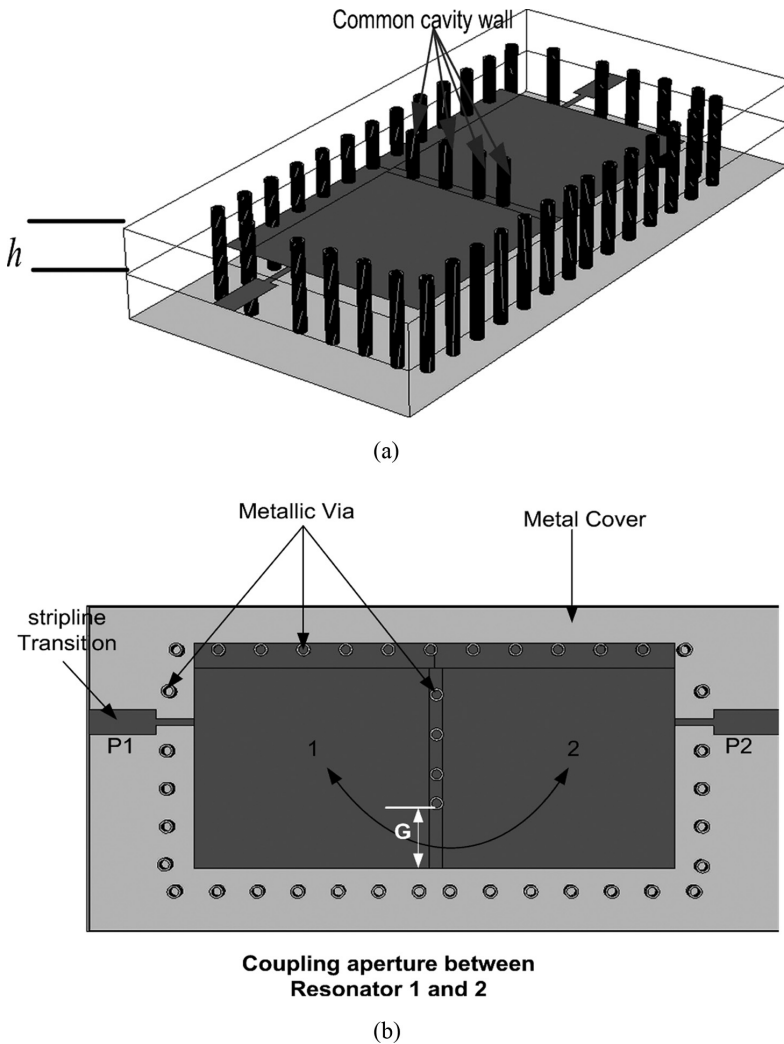 Common cavity wall
h
(a)
Metallic Via
Metal Cover
stripline
Transition
P1
P2
1
2
G
Coupling aperture between
Resonator 1 and 2
(b)